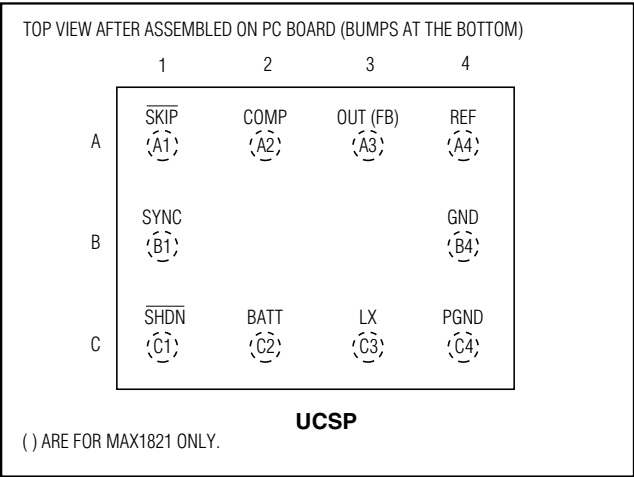 TOP VIEW AFTER ASSEMBLED ON PC BOARD (BUMPS AT THE BOTTOM)
1 2 3 4
SKIP COMP OUT (FB) REF
A A1 A2 A3 A4
SYNC GND
B B1 B4
SHDN BATT LX PGND
C C1 C2 C3 C4
UCSP
( ) ARE FOR MAX1821 ONLY.